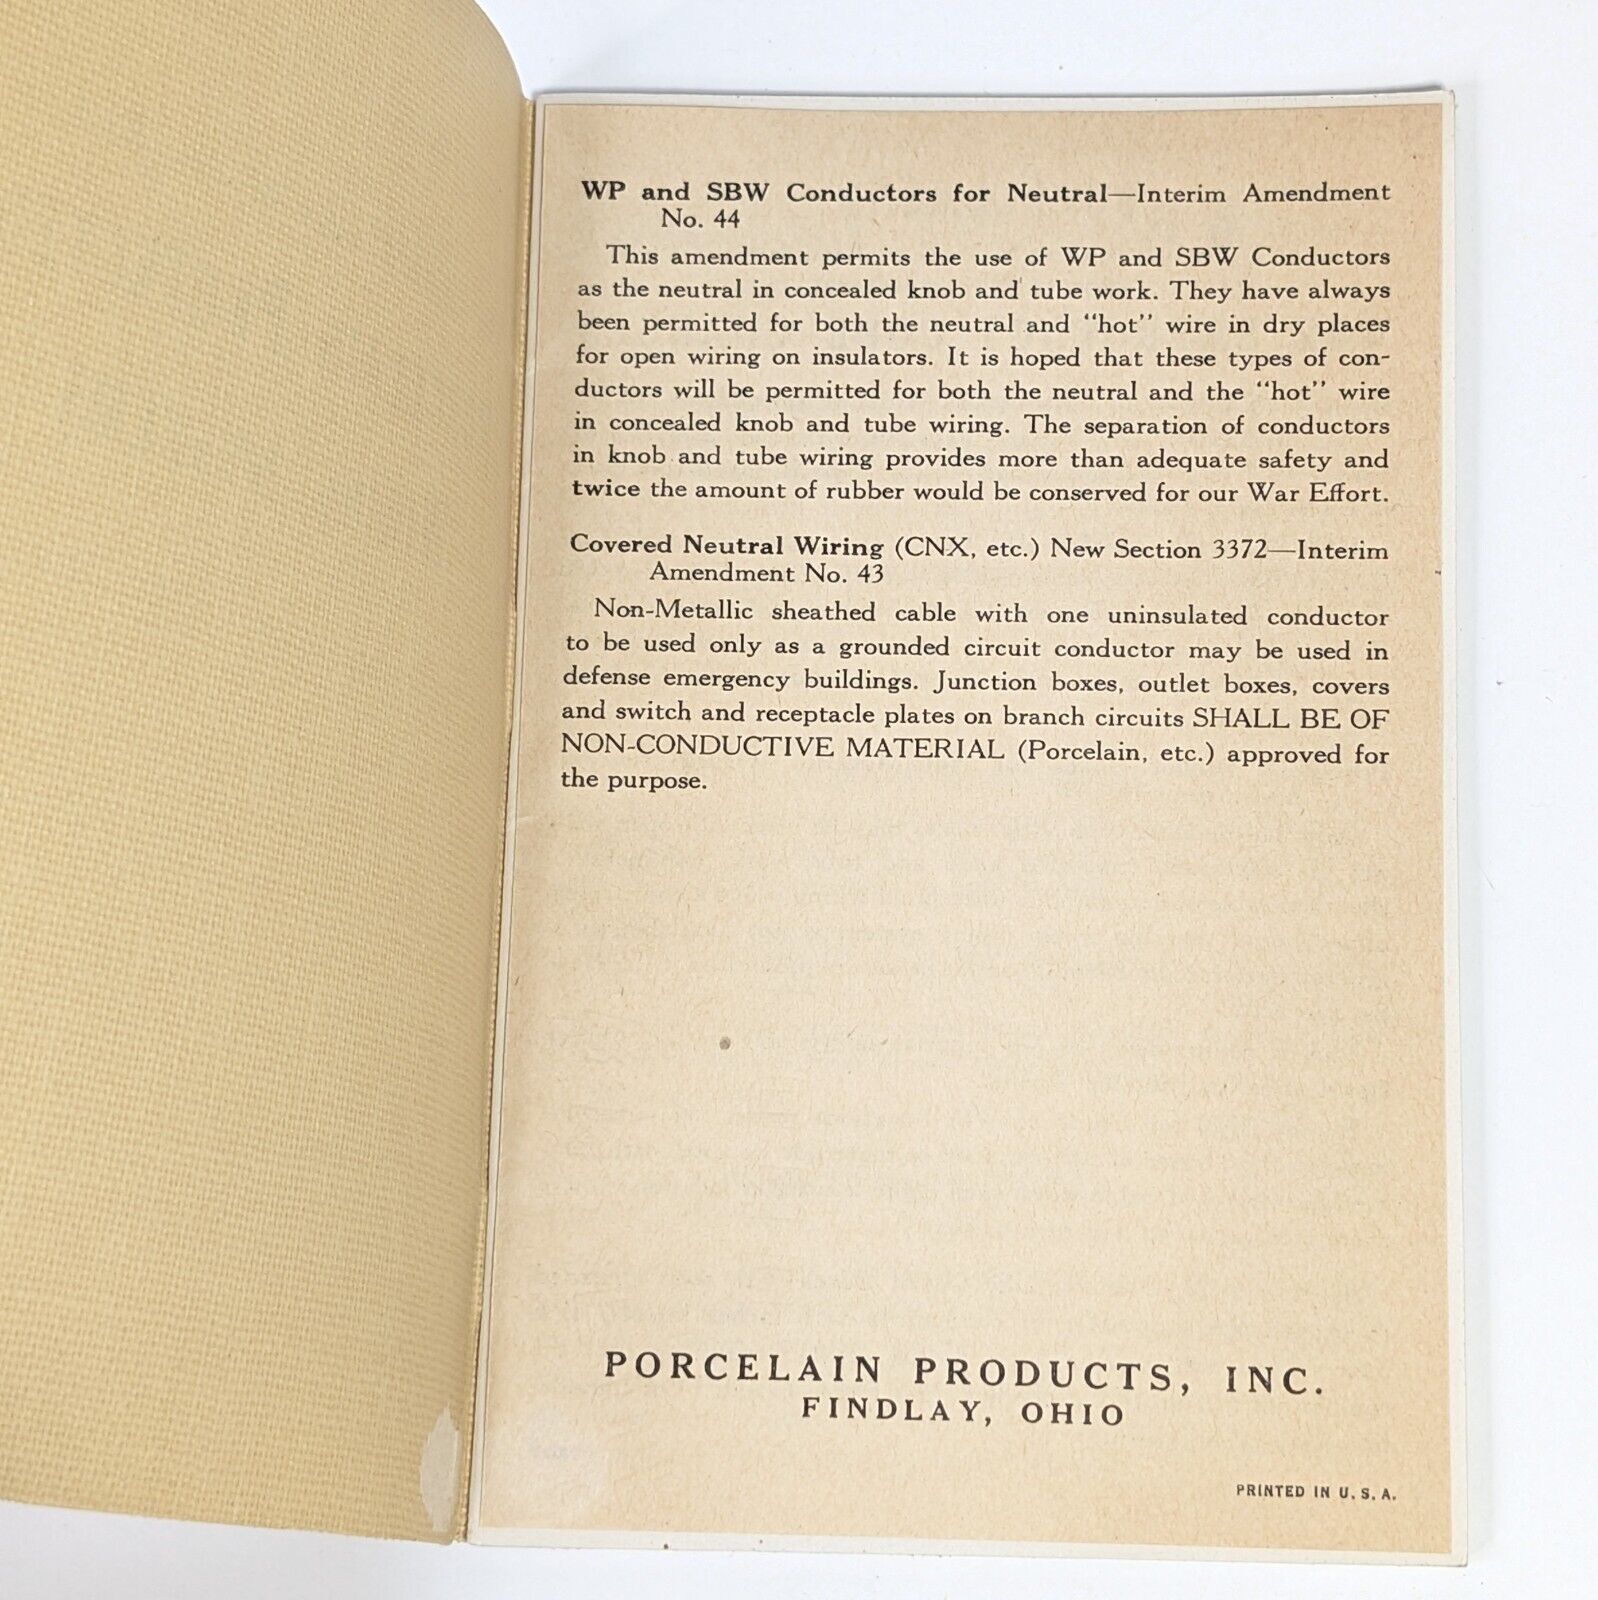 WP and SBW Conductors for Neutral—Interim Amendment
No. 44
This amendment permits the use of WP and SBW Conductors
as the neutral in concealed knob and tube work. They have always
been permitted for both the neutral and "hot" wire in dry places
for open wiring on insulators. It is hoped that these types of con-
ductors will be permitted for both the neutral and the "hot" wire
in concealed knob and tube wiring. The separation of conductors
in knob and tube wiring provides more than adequate safety and
twice the amount of rubber would be conserved for our War Effort.
Covered Neutral Wiring (CNX, etc.) New Section 3372—Interim
Amendment No. 43
Non-Metallic sheathed cable with one uninsulated conductor
to be used only as a grounded circuit conductor may be used in
defense emergency buildings. Junction boxes, outlet boxes, covers
and switch and receptacle plates on branch circuits SHALL BE OF
NON-CONDUCTIVE MATERIAL (Porcelain, etc.) approved for
the purpose.
PORCELAIN PRODUCTS, INC.
FINDLAY, OHIO
PRINTED IN U. S. A.